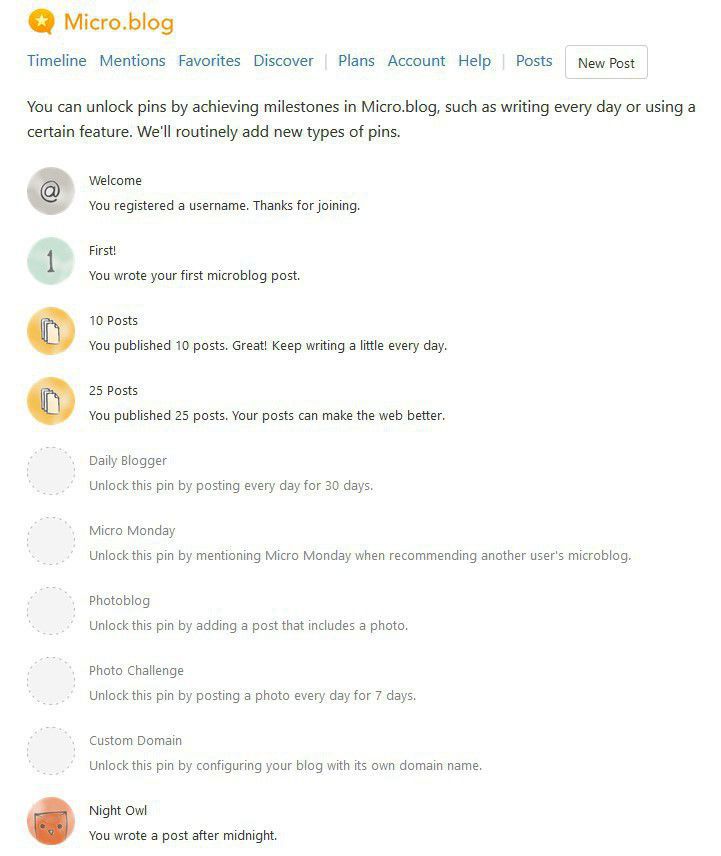 Micro.blog
Timeline Mentions Favorites Discover | Plans Account Help | Posts New Post
You can unlock pins by achieving milestones in Micro.blog, such as writing every day or using a
certain feature. We'll routinely add new types of pins.
@
Welcome
You registered a username. Thanks for joining.
1
First!
You wrote your first microblog post.
10 Posts
You published 10 posts. Great! Keep writing a little every day.
25 Posts
You published 25 posts. Your posts can make the web better.
Daily Blogger
Unlock this pin by posting every day for 30 days.
Micro Monday
Unlock this pin by mentioning Micro Monday when recommending another user's microblog.
Photoblog
Unlock this pin by adding a post that includes a photo.
Photo Challenge
Unlock this pin by posting a photo every day for 7 days.
Custom Domain
Unlock this pin by configuring your blog with its own domain name.
Night Owl
You wrote a post after midnight.